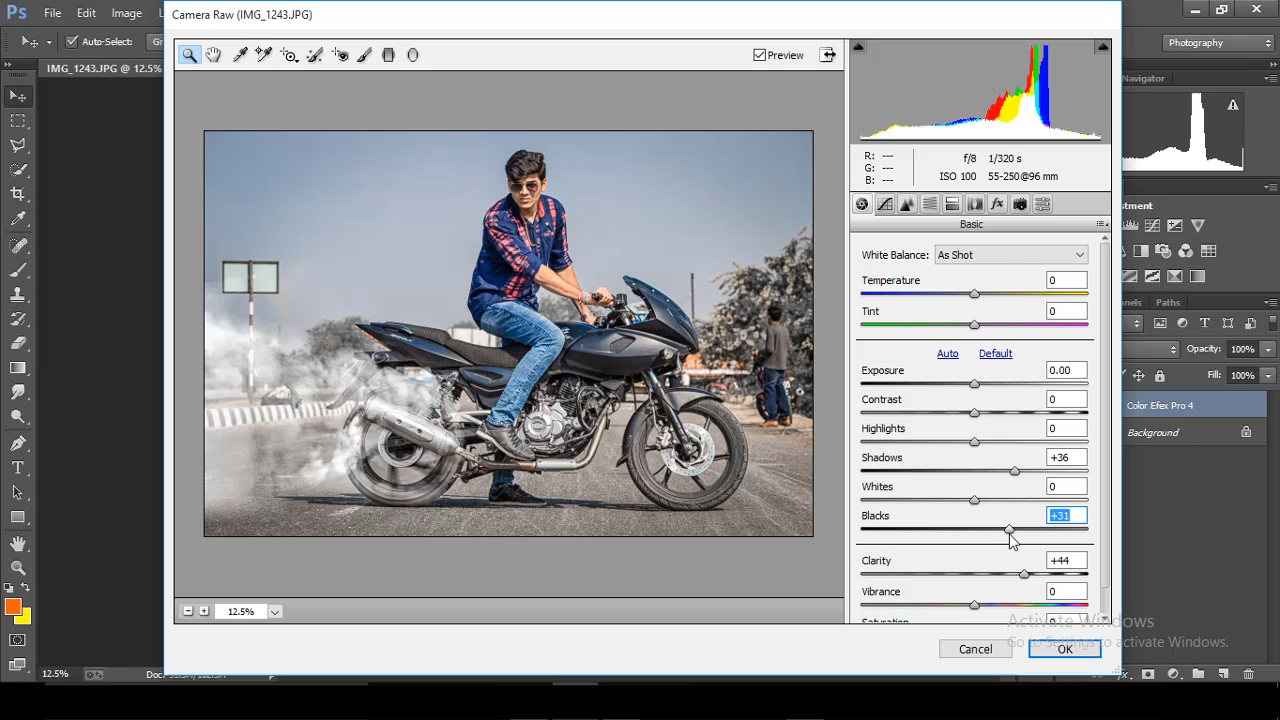 Ps File Edit Image Camera Raw (IMG_1243.JPG)
Auto-Select: Gr Preview Photography
IMG_1243.JPG @ 12.5% Navigator
R: --- f/8 1/320 s
G: ---
B: --- ISO 100 55-250@96 mm
justment
Basic
White Balance: As Shot
Temperature 0
Tint 0
nnels Paths
Auto Default
Opacity: 100%
Exposure 0.00
Fill: 100%
Contrast 0
Color Efex Pro 4
Highlights 0
Background
Shadows +36
Whites 0
Blacks +31
Clarity +44
Vibrance 0
Saturation
12.5%
Activate Windows
Go to Settings to activate Windows.
Cancel OK
12.5%